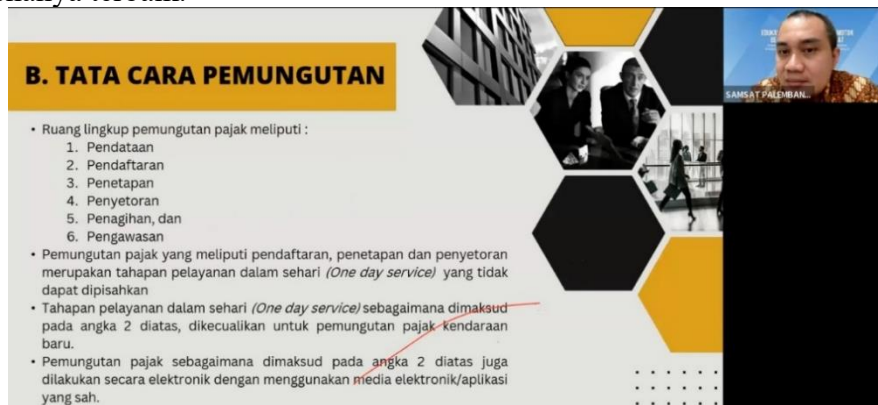 B. TATA CARA PEMUNGUTAN
• Ruang lingkup pemungutan pajak meliputi :
1. Pendataan
2. Pendaftaran
3. Penetapan
4. Penyetoran
5. Penagihan, dan
6. Pengawasan
• Pemungutan pajak yang meliputi pendaftaran, penetapan dan penyetoran
merupakan tahapan pelayanan dalam sehari (One day service) yang tidak
dapat dipisahkan
• Tahapan pelayanan dalam sehari (One day service) sebagaimana dimaksud
pada angka 2 diatas, dikecualikan untuk pemungutan pajak kendaraan
baru.
• Pemungutan pajak sebagaimana dimaksud pada angka 2 diatas juga
dilakukan secara elektronik dengan menggunakan media elektronik/aplikasi
yang sah.
SAMSAT PALEMBAN...